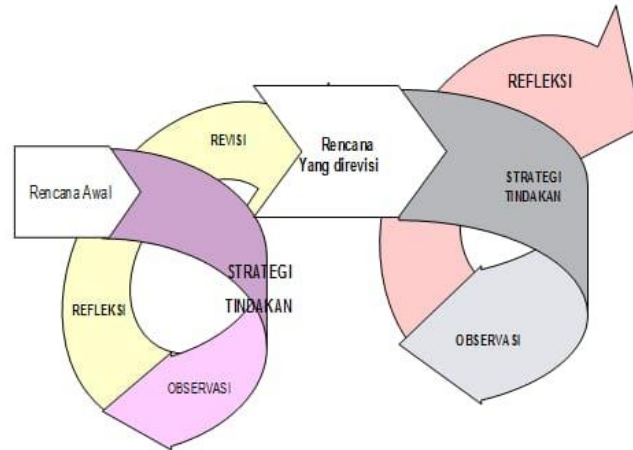 Rencana Awal
STRATEGI
TINDAKAN
OBSERVASI
REFLEKSI
REVISI
Rencana
Yang direvisi
STRATEGI
TINDAKAN
OBSERVASI
REFLEKSI